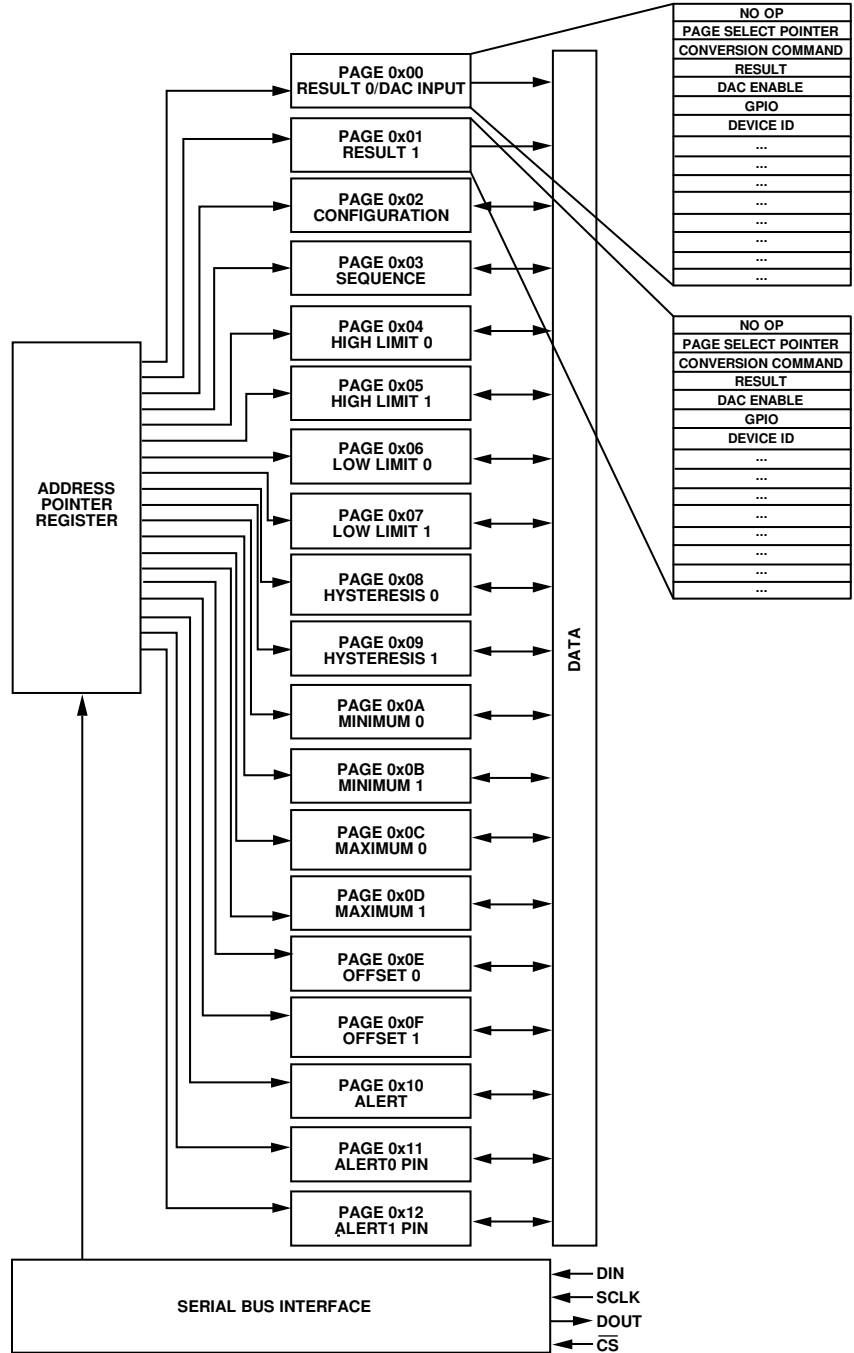 NO OP
PAGE SELECT POINTER
CONVERSION COMMAND
RESULT
DAC ENABLE
GPIO
DEVICE ID
...
...
...
...
...
...
...
...
PAGE 0x00
RESULT 0/DAC INPUT
PAGE 0x01
RESULT 1
PAGE 0x02
CONFIGURATION
PAGE 0x03
SEQUENCE
PAGE 0x04
HIGH LIMIT 0
PAGE 0x05
HIGH LIMIT 1
PAGE 0x06
LOW LIMIT 0
PAGE 0x07
LOW LIMIT 1
PAGE 0x08
HYSTERESIS 0
PAGE 0x09
HYSTERESIS 1
PAGE 0x0A
MINIMUM 0
PAGE 0x0B
MINIMUM 1
PAGE 0x0C
MAXIMUM 0
PAGE 0x0D
MAXIMUM 1
PAGE 0x0E
OFFSET 0
PAGE 0x0F
OFFSET 1
PAGE 0x10
ALERT
PAGE 0x11
ALERT0 PIN
PAGE 0x12
ALERT1 PIN
NO OP
PAGE SELECT POINTER
CONVERSION COMMAND
RESULT
DAC ENABLE
GPIO
DEVICE ID
...
...
...
...
...
...
...
...
ADDRESS
POINTER
REGISTER
DATA
SERIAL BUS INTERFACE
DIN
SCLK
DOUT
CS